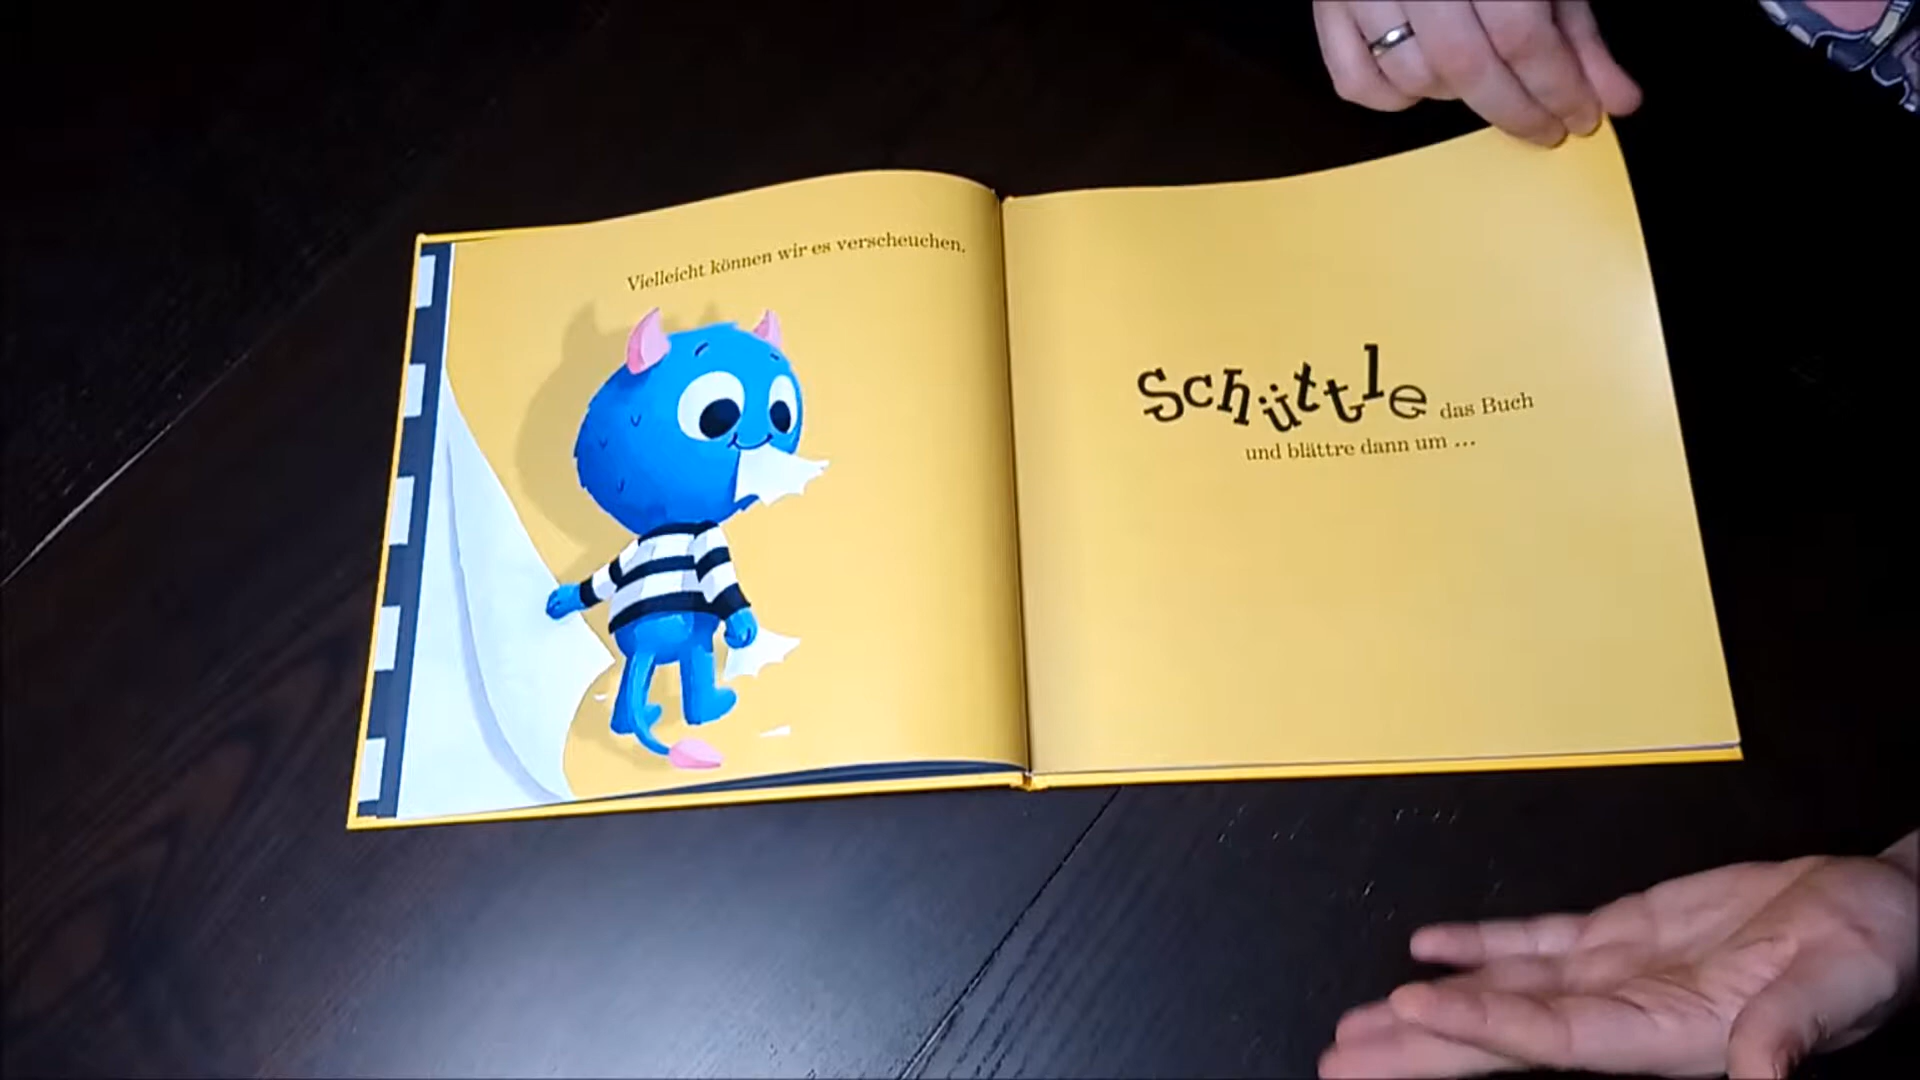 Vielleicht können wir es verscheuchen.
Schüttle das Buch
und blättre dann um ...